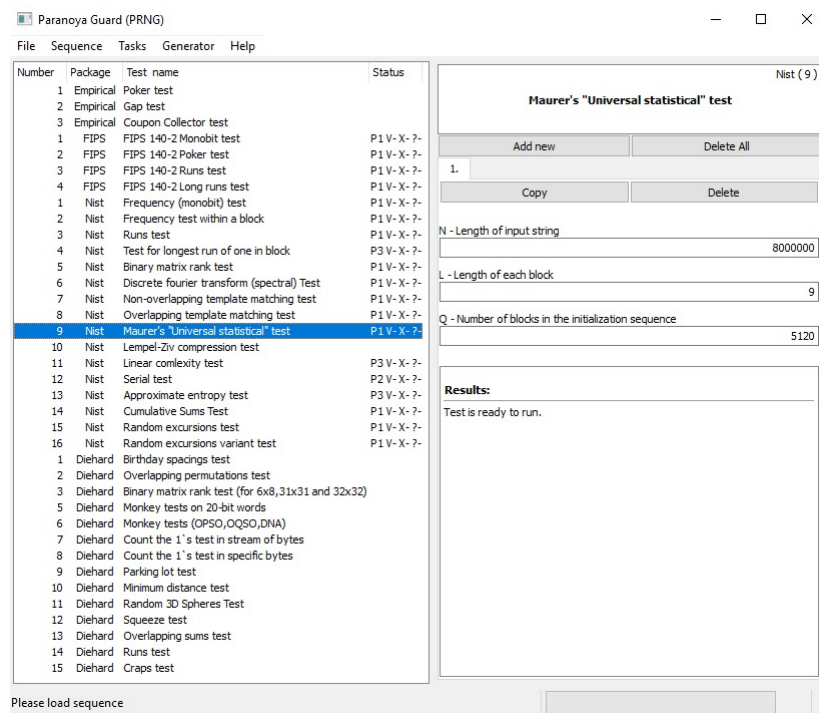 Paranoya Guard (PRNG)
File Sequence Tasks Generator Help
Number Package Test name Status
1 Empirical Poker test
2 Empirical Gap test
3 Empirical Coupon Collector test
1 FIPS FIPS 140-2 Monobit test P1 V- X- ?-
2 FIPS FIPS 140-2 Poker test P1 V- X- ?-
3 FIPS FIPS 140-2 Runs test P1 V- X- ?-
4 FIPS FIPS 140-2 Long runs test P1 V- X- ?-
1 Nist Frequency (monobit) test P1 V- X- ?-
2 Nist Frequency test within a block P1 V- X- ?-
3 Nist Runs test P1 V- X- ?-
4 Nist Test for longest run of one in block P3 V- X- ?-
5 Nist Binary matrix rank test P1 V- X- ?-
6 Nist Discrete fourier transform (spectral) Test P1 V- X- ?-
7 Nist Non-overlapping template matching test P1 V- X- ?-
8 Nist Overlapping template matching test P1 V- X- ?-
9 Nist Maurer's "Universal statistical" test P1 V- X- ?-
10 Nist Lempel-Ziv compression test
11 Nist Linear comlexity test P3 V- X- ?-
12 Nist Serial test P2 V- X- ?-
13 Nist Approximate entropy test P3 V- X- ?-
14 Nist Cumulative Sums Test P1 V- X- ?-
15 Nist Random excursions test P1 V- X- ?-
16 Nist Random excursions variant test P1 V- X- ?-
1 Diehard Birthday spacings test
2 Diehard Overlapping permutations test
3 Diehard Binary matrix rank test (for 6x8,31x31 and 32x32)
5 Diehard Monkey tests on 20-bit words
6 Diehard Monkey tests (OPSO,OQSO,DNA)
7 Diehard Count the 1`s test in stream of bytes
8 Diehard Count the 1`s test in specific bytes
9 Diehard Parking lot test
10 Diehard Minimum distance test
11 Diehard Random 3D Spheres Test
12 Diehard Squeeze test
13 Diehard Overlapping sums test
14 Diehard Runs test
15 Diehard Craps test
Nist ( 9 )
Maurer's "Universal statistical" test
Add new Delete All
1.
Copy Delete
N - Length of input string
8000000
L - Length of each block
9
Q - Number of blocks in the initialization sequence
5120
Results:
Test is ready to run.
Please load sequence